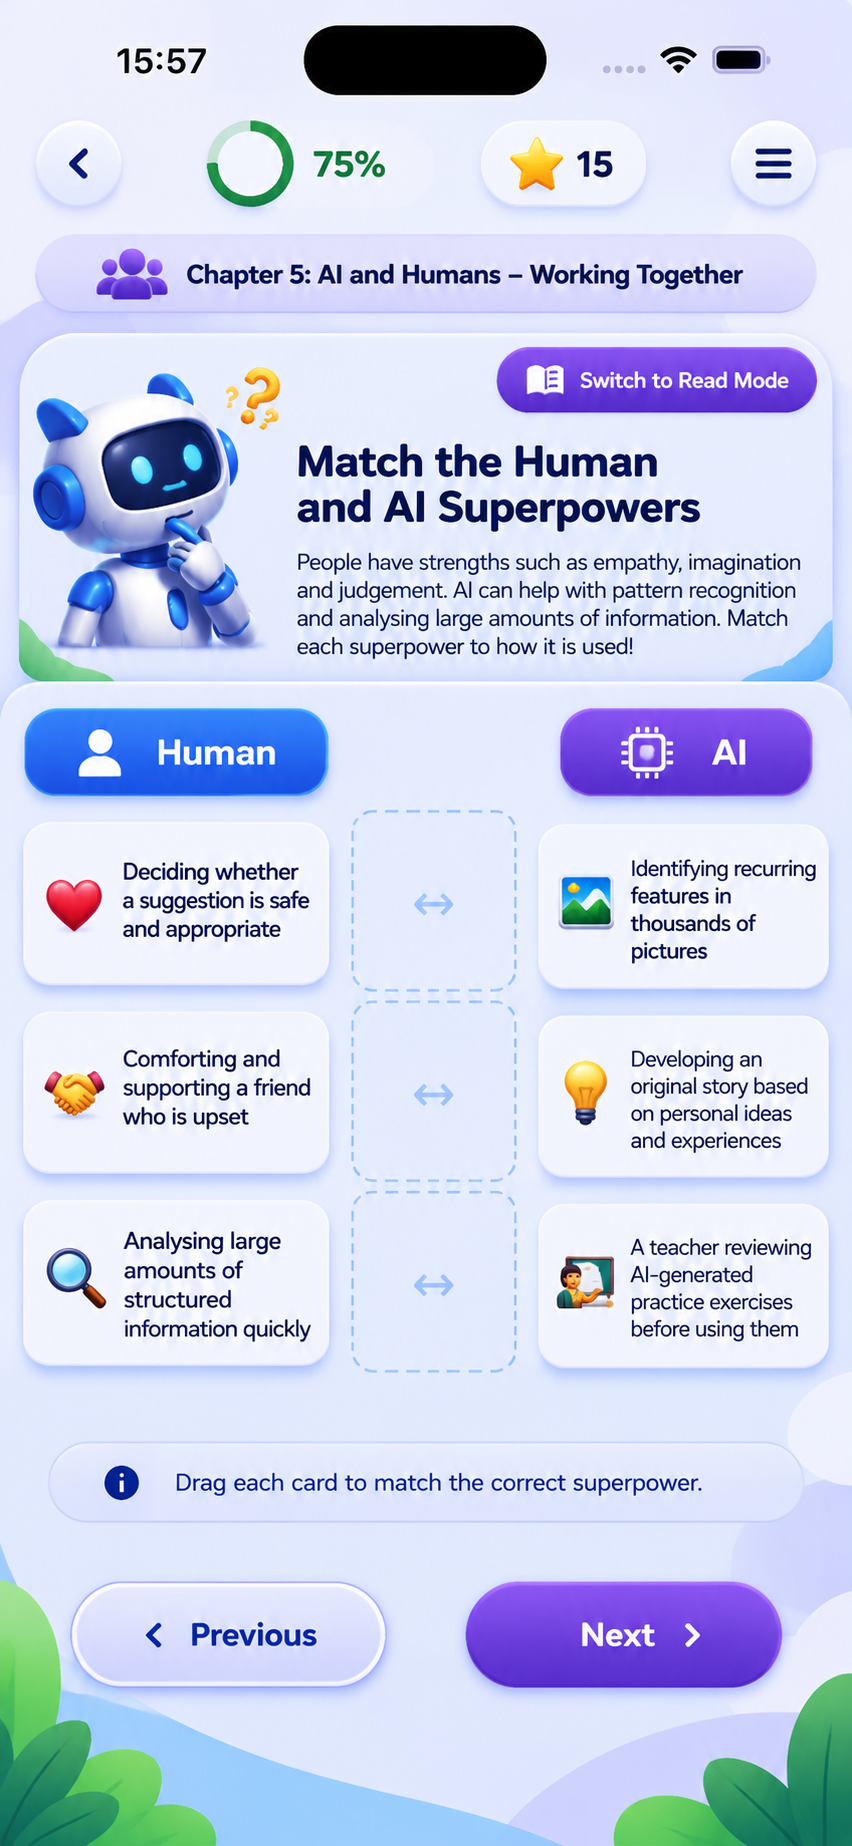 15:57
75%
15
Chapter 5: AI and Humans – Working Together
Switch to Read Mode
Match the Human
and AI Superpowers
People have strengths such as empathy, imagination
and judgement. AI can help with pattern recognition
and analysing large amounts of information. Match
each superpower to how it is used!
Human
AI
Deciding whether
a suggestion is safe
and appropriate
Identifying recurring
features in
thousands of
pictures
Comforting and
supporting a friend
who is upset
Developing an
original story based
on personal ideas
and experiences
Analysing large
amounts of
structured
information quickly
A teacher reviewing
AI-generated
practice exercises
before using them
Drag each card to match the correct superpower.
Previous
Next